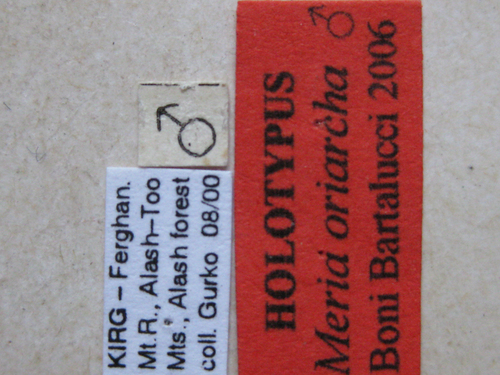 ♂
KIRG – Ferghan.
Mt.R., Alash–Too
Mts., Alash forest
coll. Gurko 08/00
HOLOTYPUS
Meria oriarcha ♂
Boni Bartalucci 2006